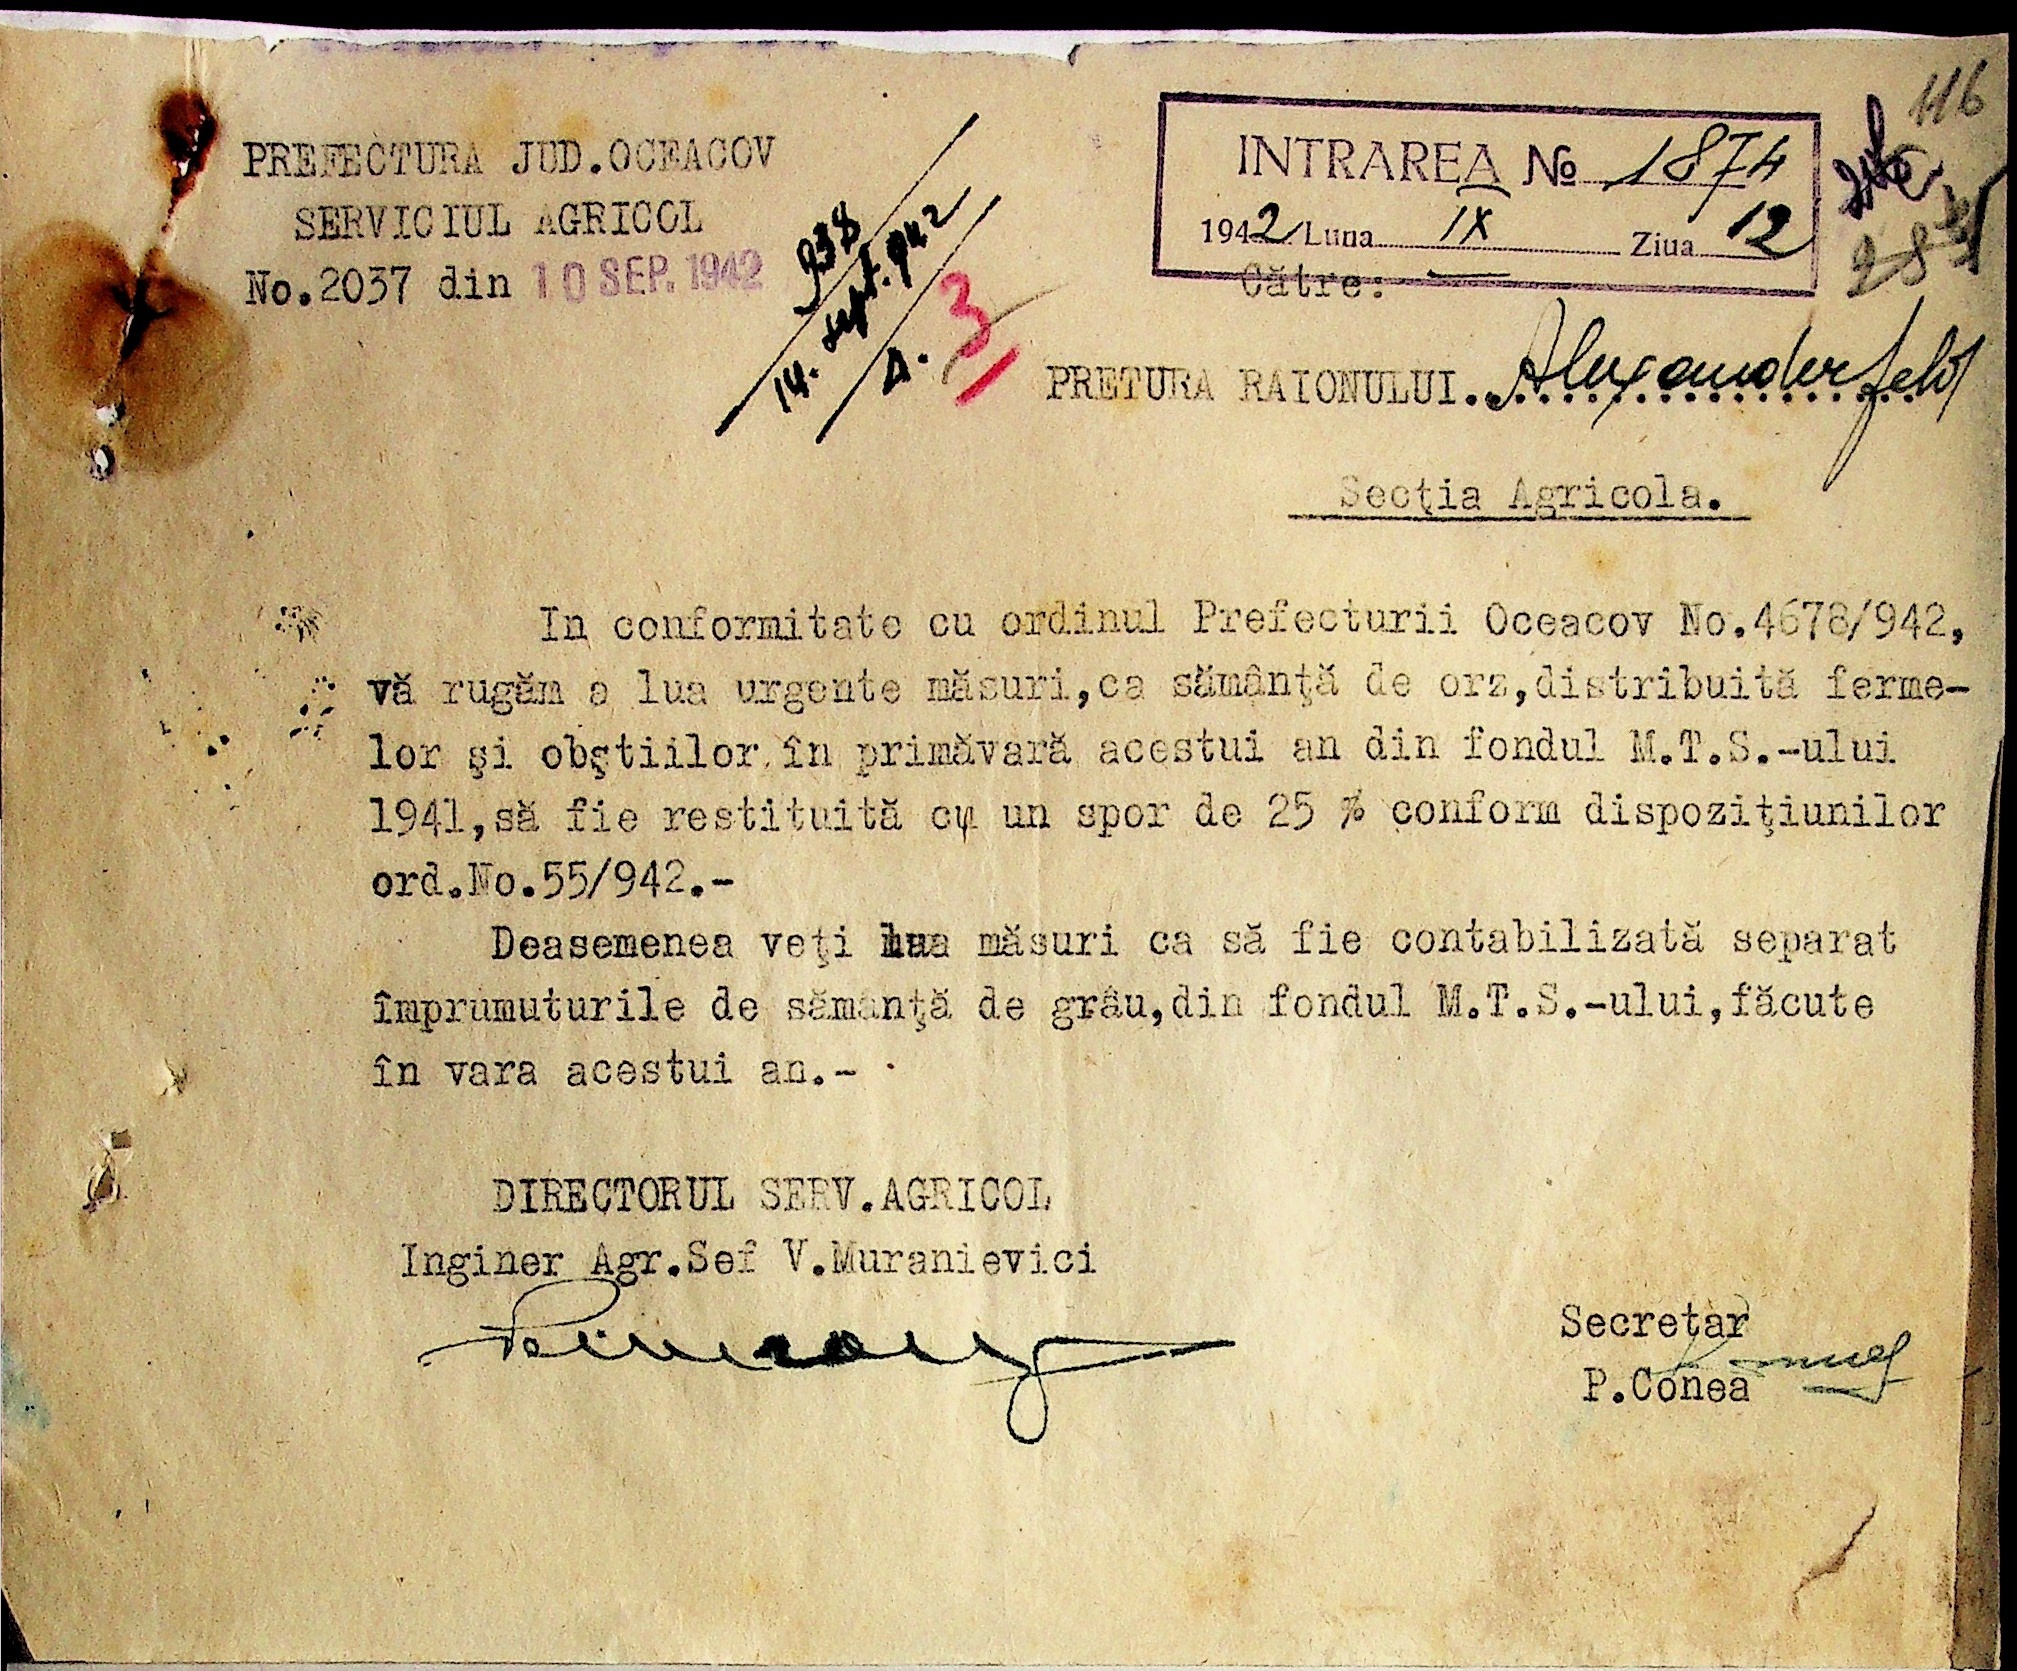 116
INTRAREA № 1874
1942 Luna IX Ziua 12
PREFECTURA JUD.OCEACOV
SERVICIUL AGRICOL
No.2037 din 10 SEP. 1942
938
14. sept. 942
A.
3
Către:
PRETURA RAIONULUI. Alexanderfeld
Secţia Agricola.
In conformitate cu ordinul Prefecturii Oceacov No.4678/942,
vă rugăm a lua urgente măsuri,ca sămânţă de orz,distribuită ferme-
lor şi obştiilor în primăvară acestui an din fondul M.T.S.-ului
1941,să fie restituită cu un spor de 25 % conform dispoziţiunilor
ord.No.55/942.-
Deasemenea veţi lua măsuri ca să fie contabilizată separat
împrumuturile de sămânţă de grâu,din fondul M.T.S.-ului,făcute
în vara acestui an.-
DIRECTORUL SERV.AGRICOL
Inginer Agr.Sef V.Muranievici
Secretar
P.Conea